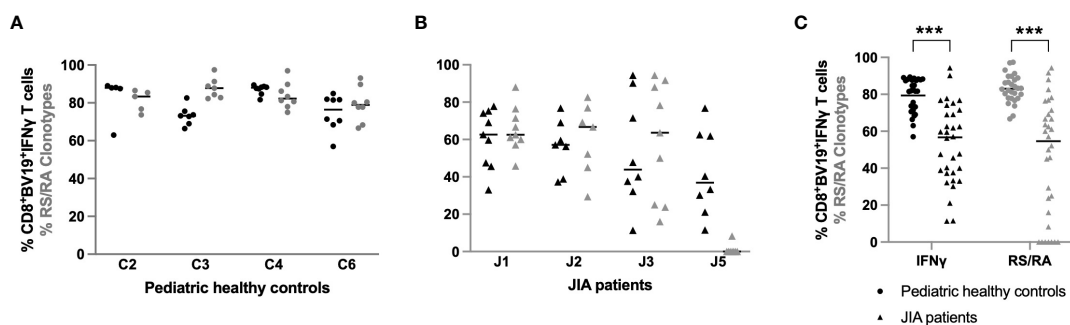 A
% CD8⁺BV19⁺IFNγ T cells
% RS/RA Clonotypes
100
80
60
40
20
0
C2 C3 C4 C6
Pediatric healthy controls
B
100
80
60
40
20
0
J1 J2 J3 J5
JIA patients
C
% CD8⁺BV19⁺IFNγ T cells
% RS/RA Clonotypes
*** ***
100
80
60
40
20
0
IFNγ RS/RA
Pediatric healthy controls
JIA patients